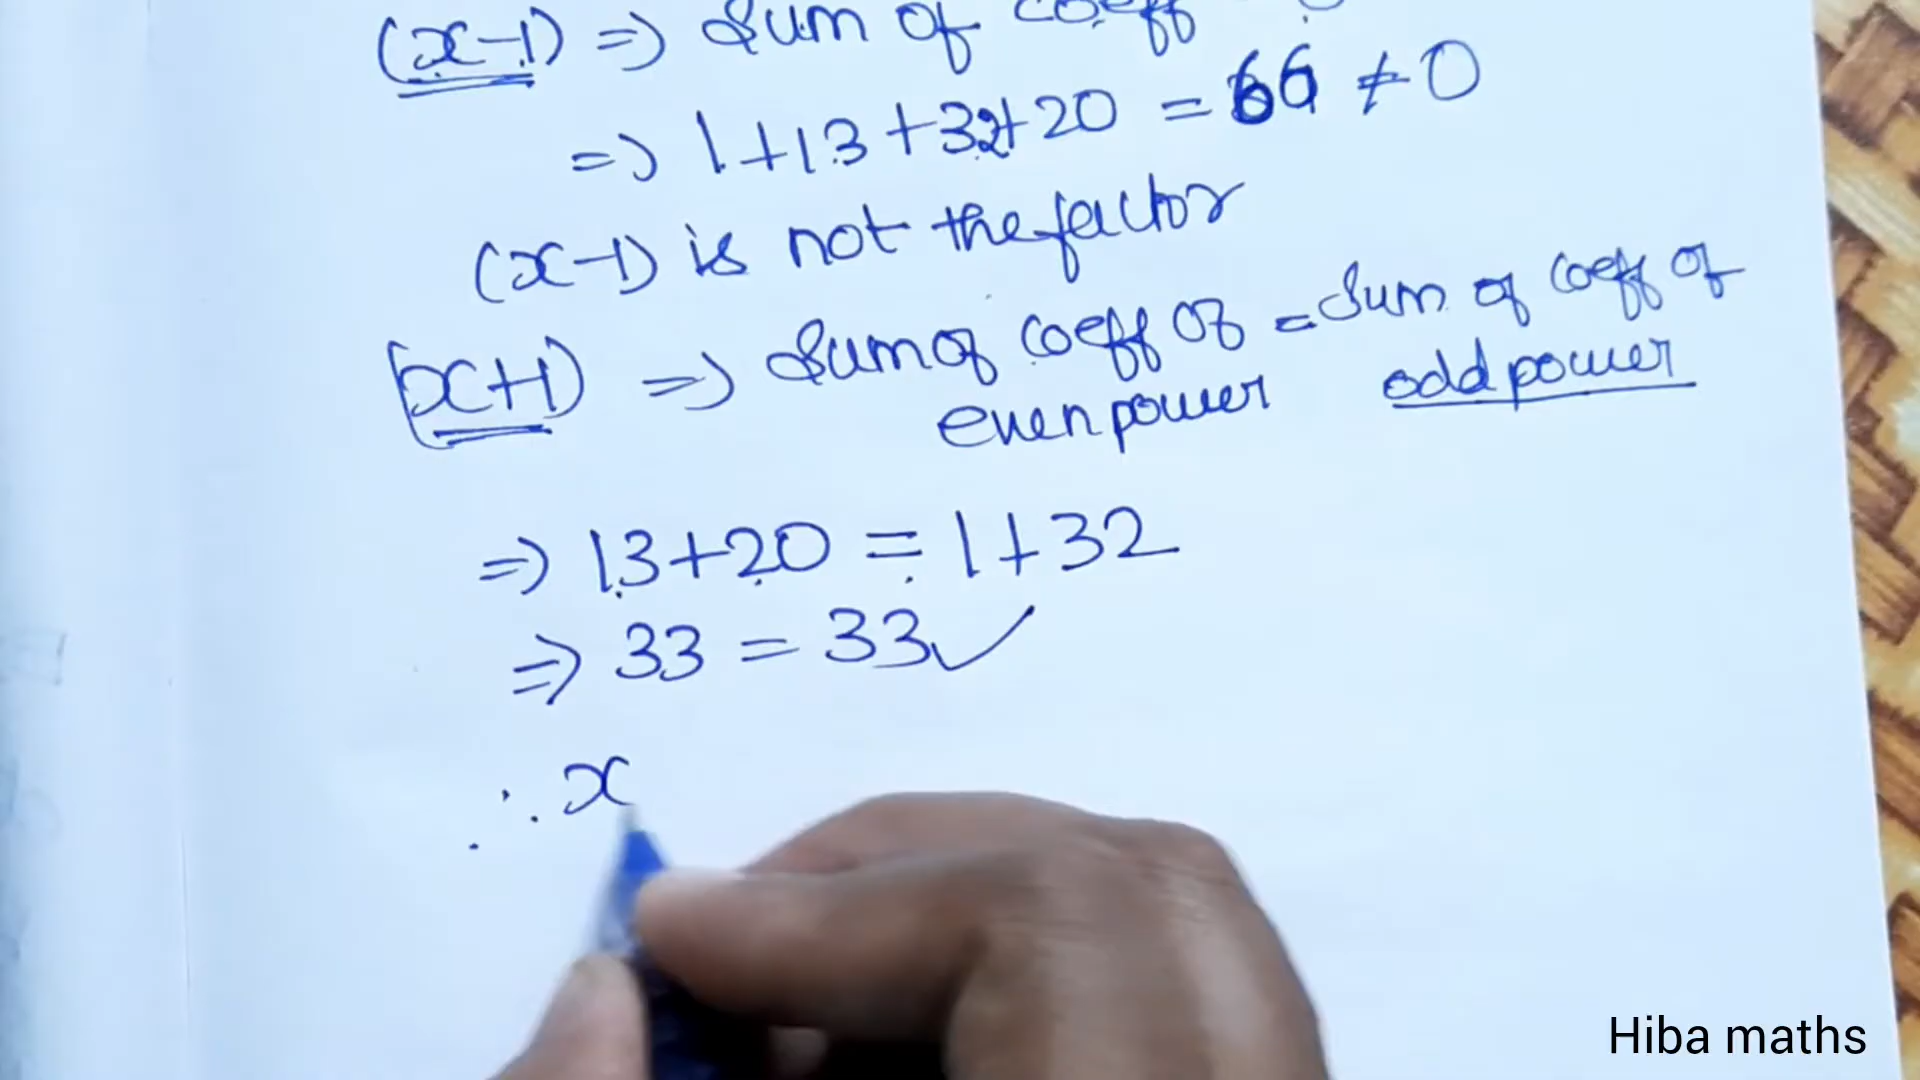 (x-1) => Sum of coeff
=> 1+13+32+20 = 66 ≠ 0
(x-1) is not the factor
(x+1) => Sum of coeff of = Sum of coeff of
even power odd power
=> 13+20 = 1+32
=> 33 = 33 ✓
∴ x
Hiba maths